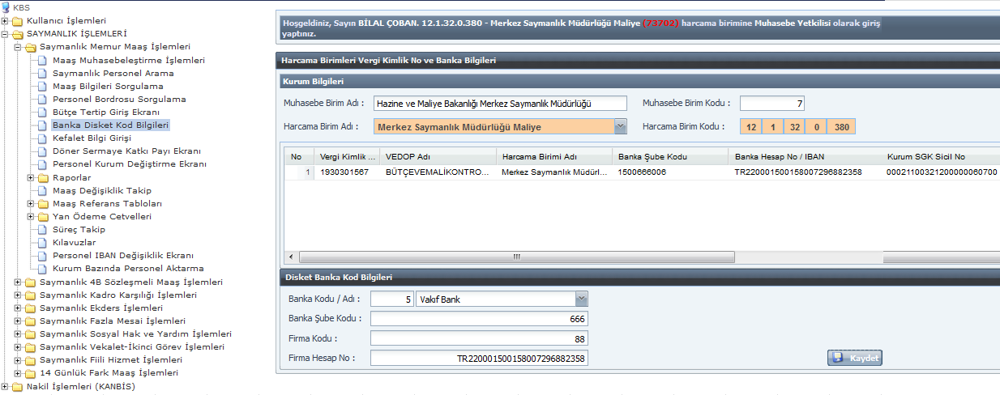 KBS
Kullanıcı İşlemleri
SAYMANLIK İŞLEMLERİ
Saymanlık Memur Maaş İşlemleri
Maaş Muhasebeleştirme İşlemleri
Saymanlık Personel Arama
Maaş Bilgileri Sorgulama
Personel Bordrosu Sorgulama
Bütçe Tertip Giriş Ekranı
Banka Disket Kod Bilgileri
Kefalet Bilgi Girişi
Döner Sermaye Katkı Payı Ekranı
Personel Kurum Değiştirme Ekranı
Raporlar
Maaş Değişiklik Takip
Maaş Referans Tabloları
Yan Ödeme Cetvelleri
Süreç Takip
Kılavuzlar
Personel IBAN Değişiklik Ekranı
Kurum Bazında Personel Aktarma
Saymanlık 4B Sözleşmeli Maaş İşlemleri
Saymanlık Kadro Karşılığı İşlemleri
Saymanlık Ekders İşlemleri
Saymanlık Fazla Mesai İşlemleri
Saymanlık Sosyal Hak ve Yardım İşlemleri
Saymanlık Vekalet-İkinci Görev İşlemleri
Saymanlık Fiili Hizmet İşlemleri
14 Günlük Fark Maaş İşlemleri
Nakil İşlemleri (KANBİS)
Hoşgeldiniz, Sayın BİLAL ÇOBAN. 12.1.32.0.380 - Merkez Saymanlık Müdürlüğü Maliye (73702) harcama birimine Muhasebe Yetkilisi olarak giriş
yaptınız.
Harcama Birimleri Vergi Kimlik No ve Banka Bilgileri
Kurum Bilgileri
Muhasebe Birim Adı : Hazine ve Maliye Bakanlığı Merkez Saymanlık Müdürlüğü Muhasebe Birim Kodu : 7
Harcama Birim Adı : Merkez Saymanlık Müdürlüğü Maliye Harcama Birim Kodu : 12 1 32 0 380
No Vergi Kimlik ... VEDOP Adı Harcama Birimi Adı Banka Şube Kodu Banka Hesap No / IBAN Kurum SGK Sicil No
1 1930301567 BÜTÇEVEMALİKONTRO... Merkez Saymanlık Müdürl... 1500666006 TR220001500158007296882358 00021100321200000060700
Disket Banka Kod Bilgileri
Banka Kodu / Adı : 5 Vakıf Bank
Banka Şube Kodu : 666
Firma Kodu : 88
Firma Hesap No : TR220001500158007296882358 Kaydet